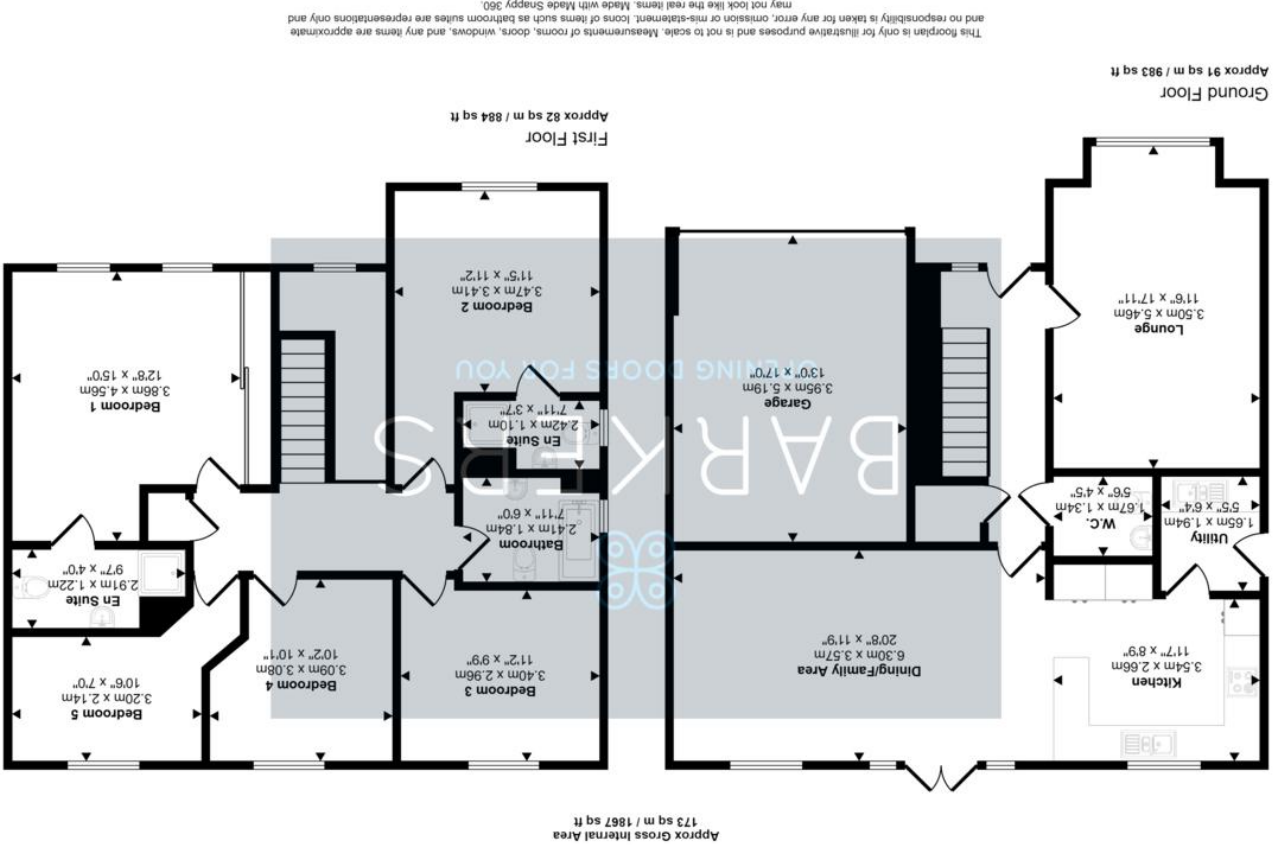 Approx Gross Internal Area
173 sq m / 1867 sq ft
Kitchen
3.54m x 2.66m
11'7" x 8'9"
Dining/Family Area
6.30m x 3.57m
20'8" x 11'9"
Utility
1.65m x 1.94m
5'5" x 6'4"
W.C.
1.67m x 1.34m
5'6" x 4'5"
Lounge
3.50m x 5.46m
11'6" x 17'11"
Garage
3.95m x 5.19m
13'0" x 17'0"
Ground Floor
Approx 91 sq m / 983 sq ft
Bedroom 3
3.40m x 2.96m
11'2" x 9'9"
Bedroom 4
3.09m x 3.08m
10'2" x 10'1"
Bedroom 5
3.20m x 2.14m
10'6" x 7'0"
Bathroom
2.41m x 1.84m
7'11" x 6'0"
En Suite
2.91m x 1.22m
9'7" x 4'0"
En Suite
2.42m x 1.10m
7'11" x 3'7"
Bedroom 1
3.86m x 4.56m
12'8" x 15'0"
Bedroom 2
3.47m x 3.41m
11'5" x 11'2"
First Floor
Approx 82 sq m / 884 sq ft
BARKERS
OPENING DOORS FOR YOU
This floorplan is only for illustrative purposes and is not to scale. Measurements of rooms, doors, windows, and any items are approximate
and no responsibility is taken for any error, omission or mis-statement. Icons of items such as bathroom suites are representations only and
may not look like the real items. Made with Made Snappy 360.